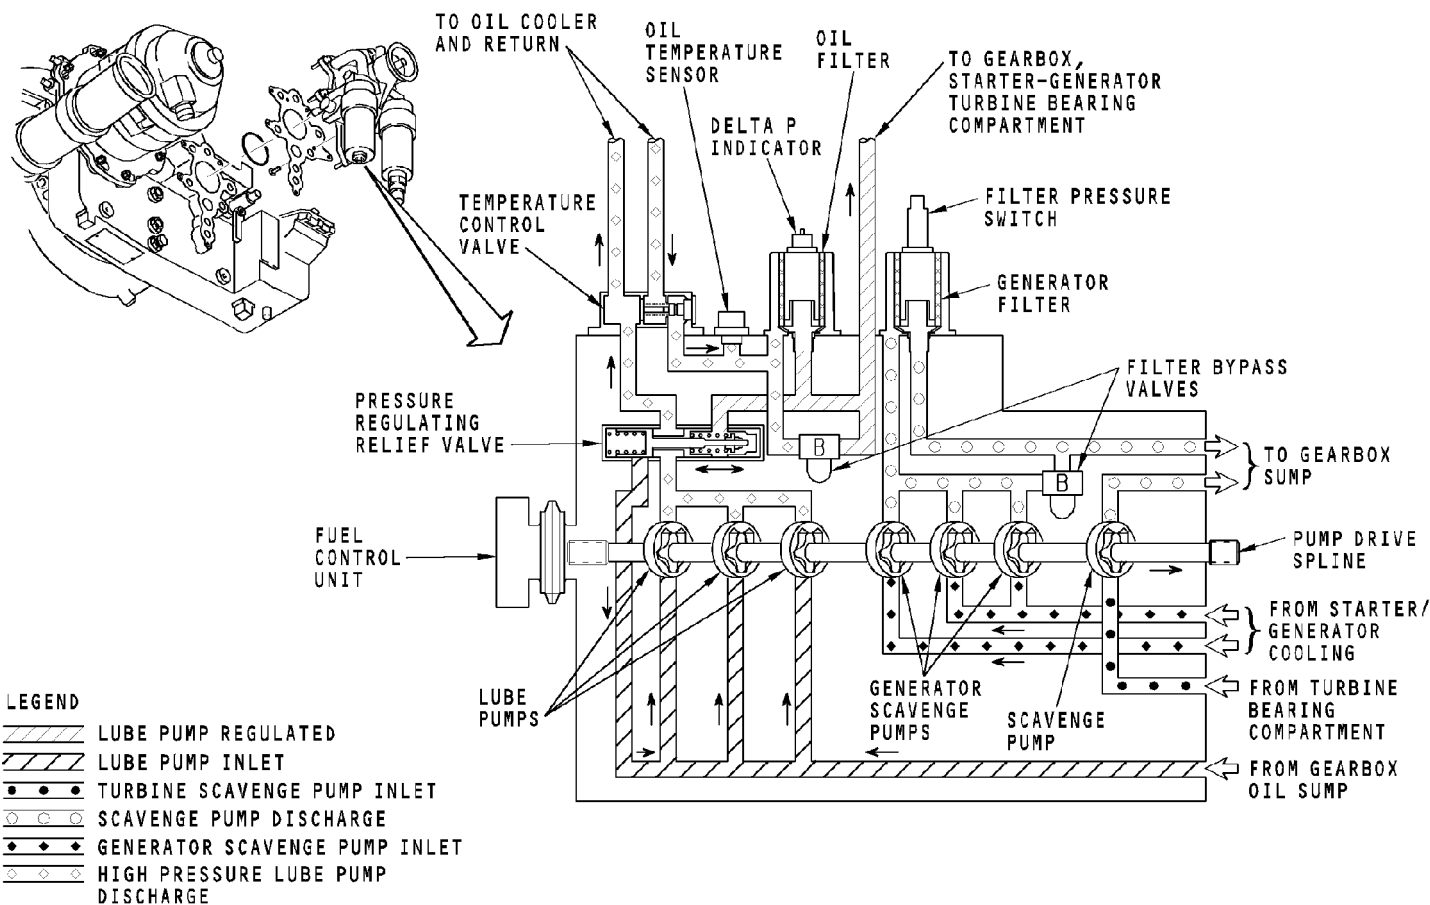 TO OIL COOLER
AND RETURN
OIL
TEMPERATURE
SENSOR
OIL
FILTER
TO GEARBOX,
STARTER-GENERATOR
TURBINE BEARING
COMPARTMENT
DELTA P
INDICATOR
TEMPERATURE
CONTROL
VALVE
FILTER PRESSURE
SWITCH
GENERATOR
FILTER
PRESSURE
REGULATING
RELIEF VALVE
FILTER BYPASS
VALVES
B
B
TO GEARBOX
SUMP
FUEL
CONTROL
UNIT
PUMP DRIVE
SPLINE
FROM STARTER/
GENERATOR
COOLING
LUBE
PUMPS
GENERATOR
SCAVENGE
PUMPS
SCAVENGE
PUMP
FROM TURBINE
BEARING
COMPARTMENT
FROM GEARBOX
OIL SUMP
LEGEND
LUBE PUMP REGULATED
LUBE PUMP INLET
TURBINE SCAVENGE PUMP INLET
SCAVENGE PUMP DISCHARGE
GENERATOR SCAVENGE PUMP INLET
HIGH PRESSURE LUBE PUMP
DISCHARGE